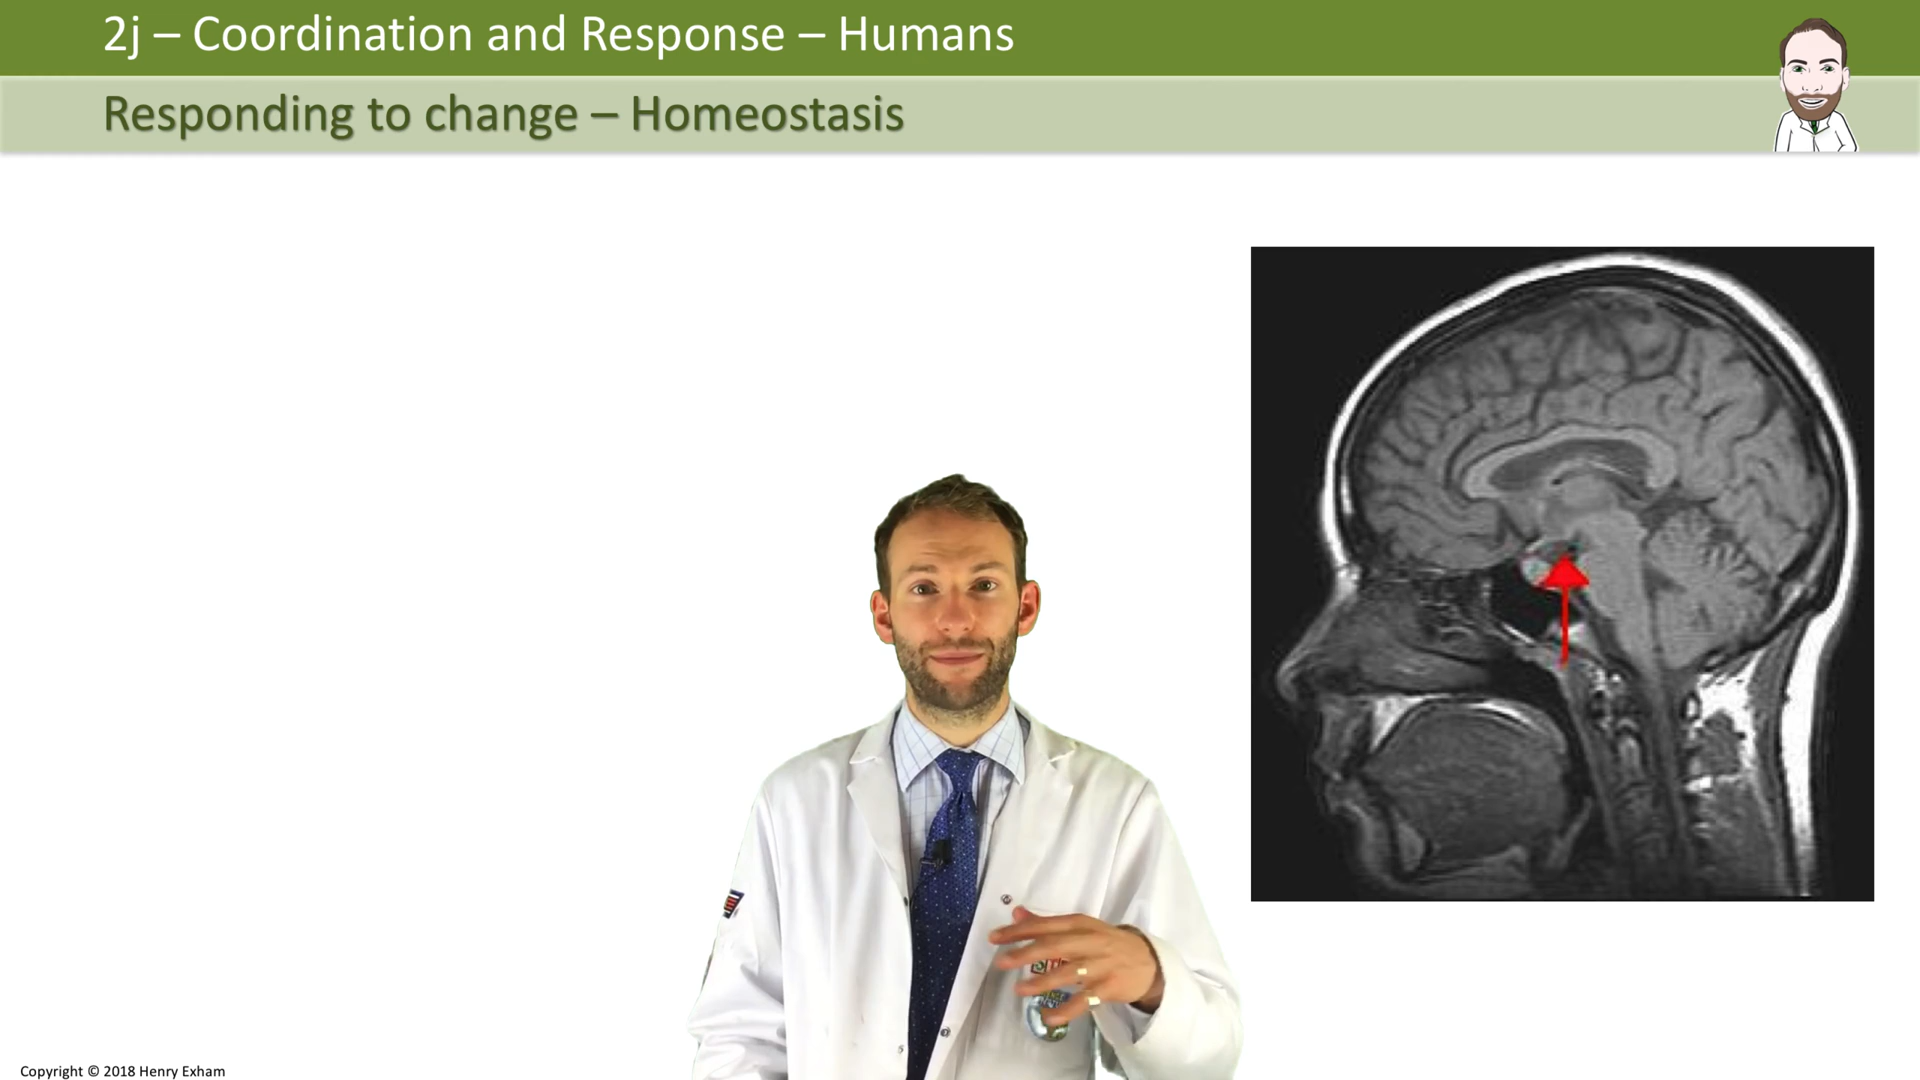 2j – Coordination and Response – Humans
Responding to change – Homeostasis
Copyright © 2018 Henry Exham